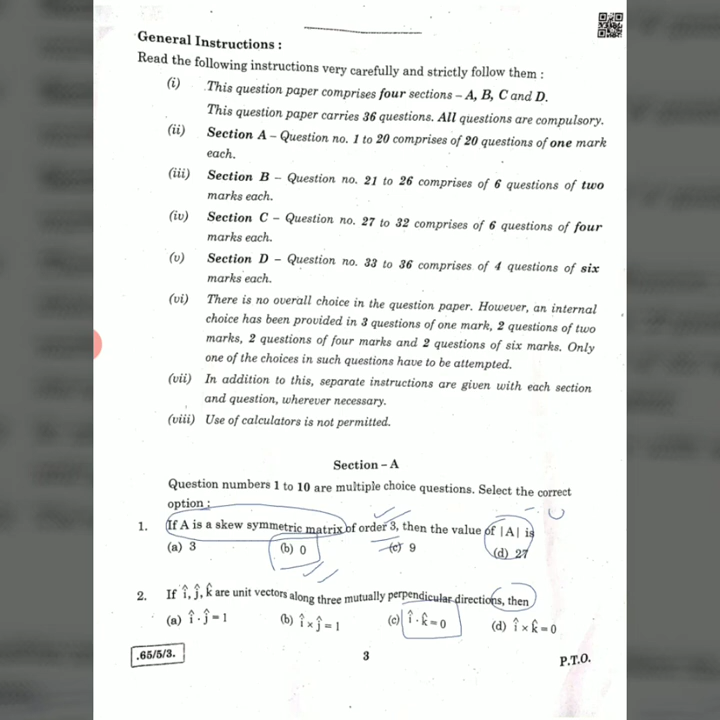 General Instructions :
Read the following instructions very carefully and strictly follow them :
(i) This question paper comprises four sections – A, B, C and D.
This question paper carries 36 questions. All questions are compulsory.
(ii) Section A – Question no. 1 to 20 comprises of 20 questions of one mark
each.
(iii) Section B – Question no. 21 to 26 comprises of 6 questions of two
marks each.
(iv) Section C – Question no. 27 to 32 comprises of 6 questions of four
marks each.
(v) Section D – Question no. 33 to 36 comprises of 4 questions of six
marks each.
(vi) There is no overall choice in the question paper. However, an internal
choice has been provided in 3 questions of one mark, 2 questions of two
marks, 2 questions of four marks and 2 questions of six marks. Only
one of the choices in such questions have to be attempted.
(vii) In addition to this, separate instructions are given with each section
and question, wherever necessary.
(viii) Use of calculators is not permitted.
Section – A
Question numbers 1 to 10 are multiple choice questions. Select the correct
option :
1. If A is a skew symmetric matrix of order 3, then the value of |A| is
(a) 3 (b) 0 (c) 9 (d) 27
2. If î, ĵ, k̂ are unit vectors along three mutually perpendicular directions, then
(a) î · ĵ = 1 (b) î × ĵ = 1 (c) î · k̂ = 0 (d) î × k̂ = 0
.65/5/3. 3 P.T.O.